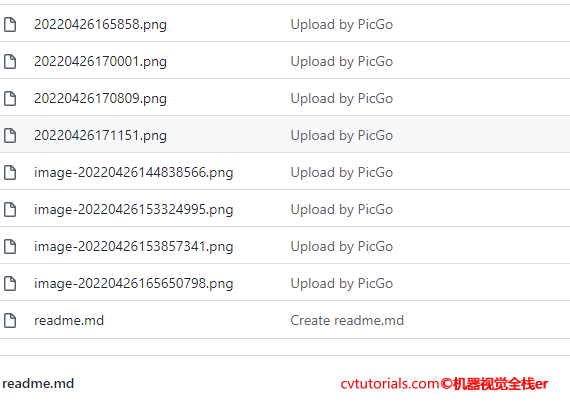 20220426165858.png Upload by PicGo
20220426170001.png Upload by PicGo
20220426170809.png Upload by PicGo
20220426171151.png Upload by PicGo
image-20220426144838566.png Upload by PicGo
image-20220426153324995.png Upload by PicGo
image-20220426153857341.png Upload by PicGo
image-20220426165650798.png Upload by PicGo
readme.md Create readme.md
readme.md cvtutorials.com©机器视觉全栈er